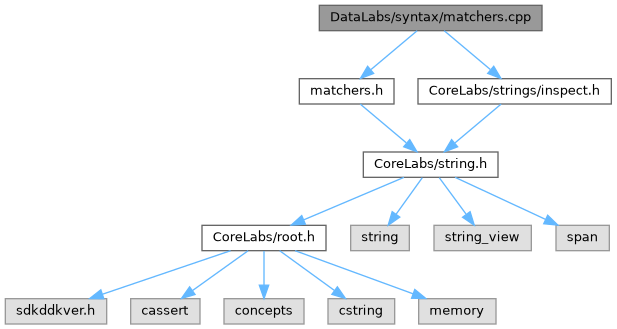 DataLabs/syntax/matchers.cpp
matchers.h
CoreLabs/strings/inspect.h
CoreLabs/string.h
CoreLabs/root.h
string
string_view
span
sdkddkver.h
cassert
concepts
cstring
memory